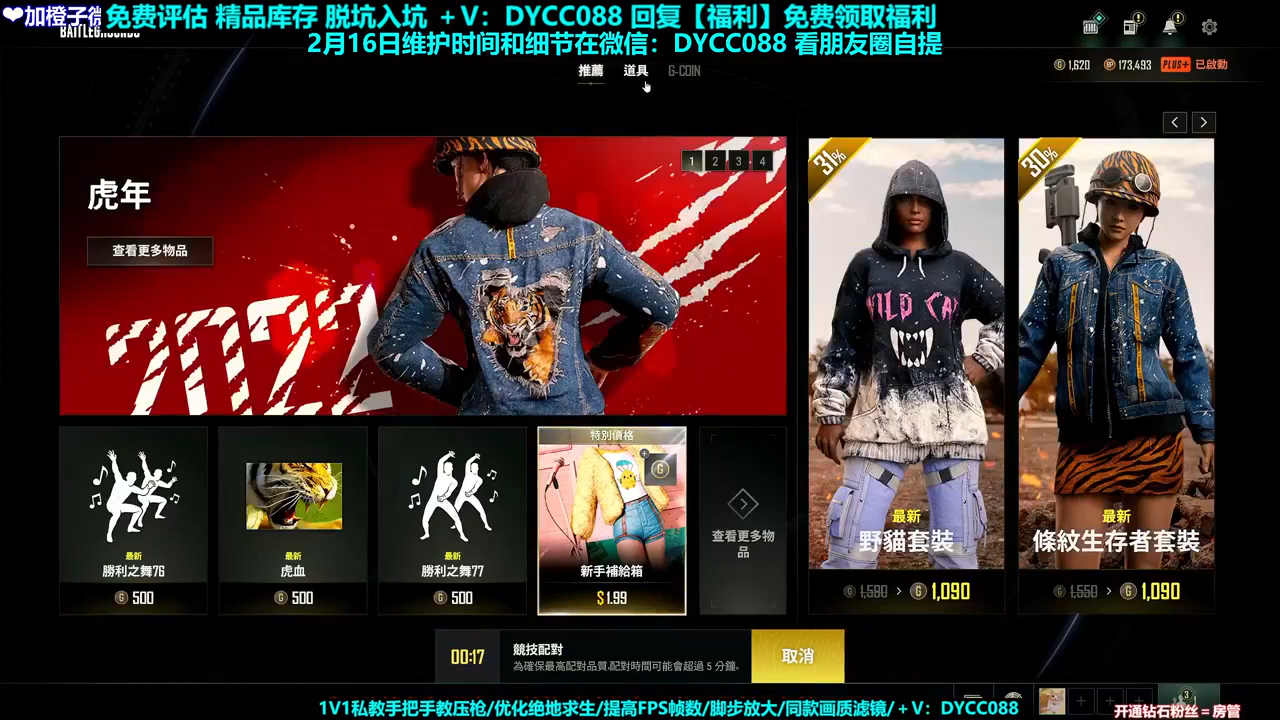 ❤加橙子微 免费评估 精品库存 脱坑入坑 +V：DYCC088 回复【福利】免费领取福利
BATTLEGROUNDS
2月16日维护时间和细节在微信：DYCC088 看朋友圈自提
推薦 道具 G-COIN
G 1,620 BP 173,493 PLUS+ 已啟動
虎年
查看更多物品
1 2 3 4
2022
31%
WILD CAT
最新
野貓套裝
G 1,590 > G 1,090
30%
最新
條紋生存者套裝
G 1,550 > G 1,090
最新
勝利之舞76
G 500
最新
虎血
G 500
最新
勝利之舞77
G 500
特別價格
G
新手補給箱
$ 1.99
查看更多物品
00:17
競技配對
為確保最高配對品質,配對時間可能會超過 5 分鐘。
取消
3
1V1私教手把手教压枪/优化绝地求生/提高FPS帧数/脚步放大/同款画质滤镜/＋V：DYCC088
开通钻石粉丝＝房管